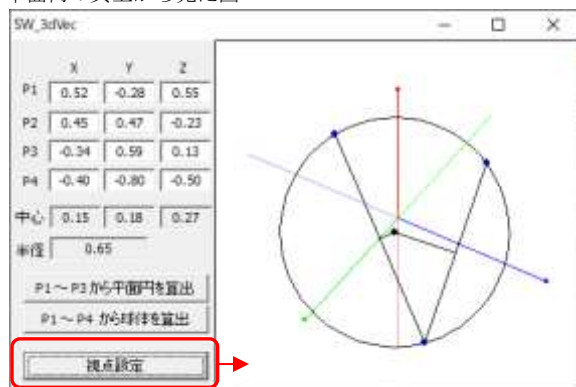 SW_3dVec
X Y Z
P1 0.52 -0.28 0.55
P2 0.45 0.47 -0.23
P3 -0.34 0.59 0.13
P4 -0.40 -0.80 -0.50
中心 0.15 0.18 0.27
半径 0.65
P1～P3から平面円を算出
P1～P4 から球体を算出
視点設定